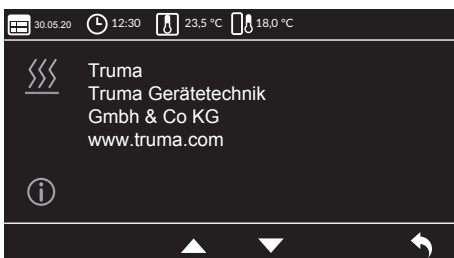 30.05.20 12:30 23,5 °C 18,0 °C
Truma
Truma Gerätetechnik
Gmbh & Co KG
www.truma.com